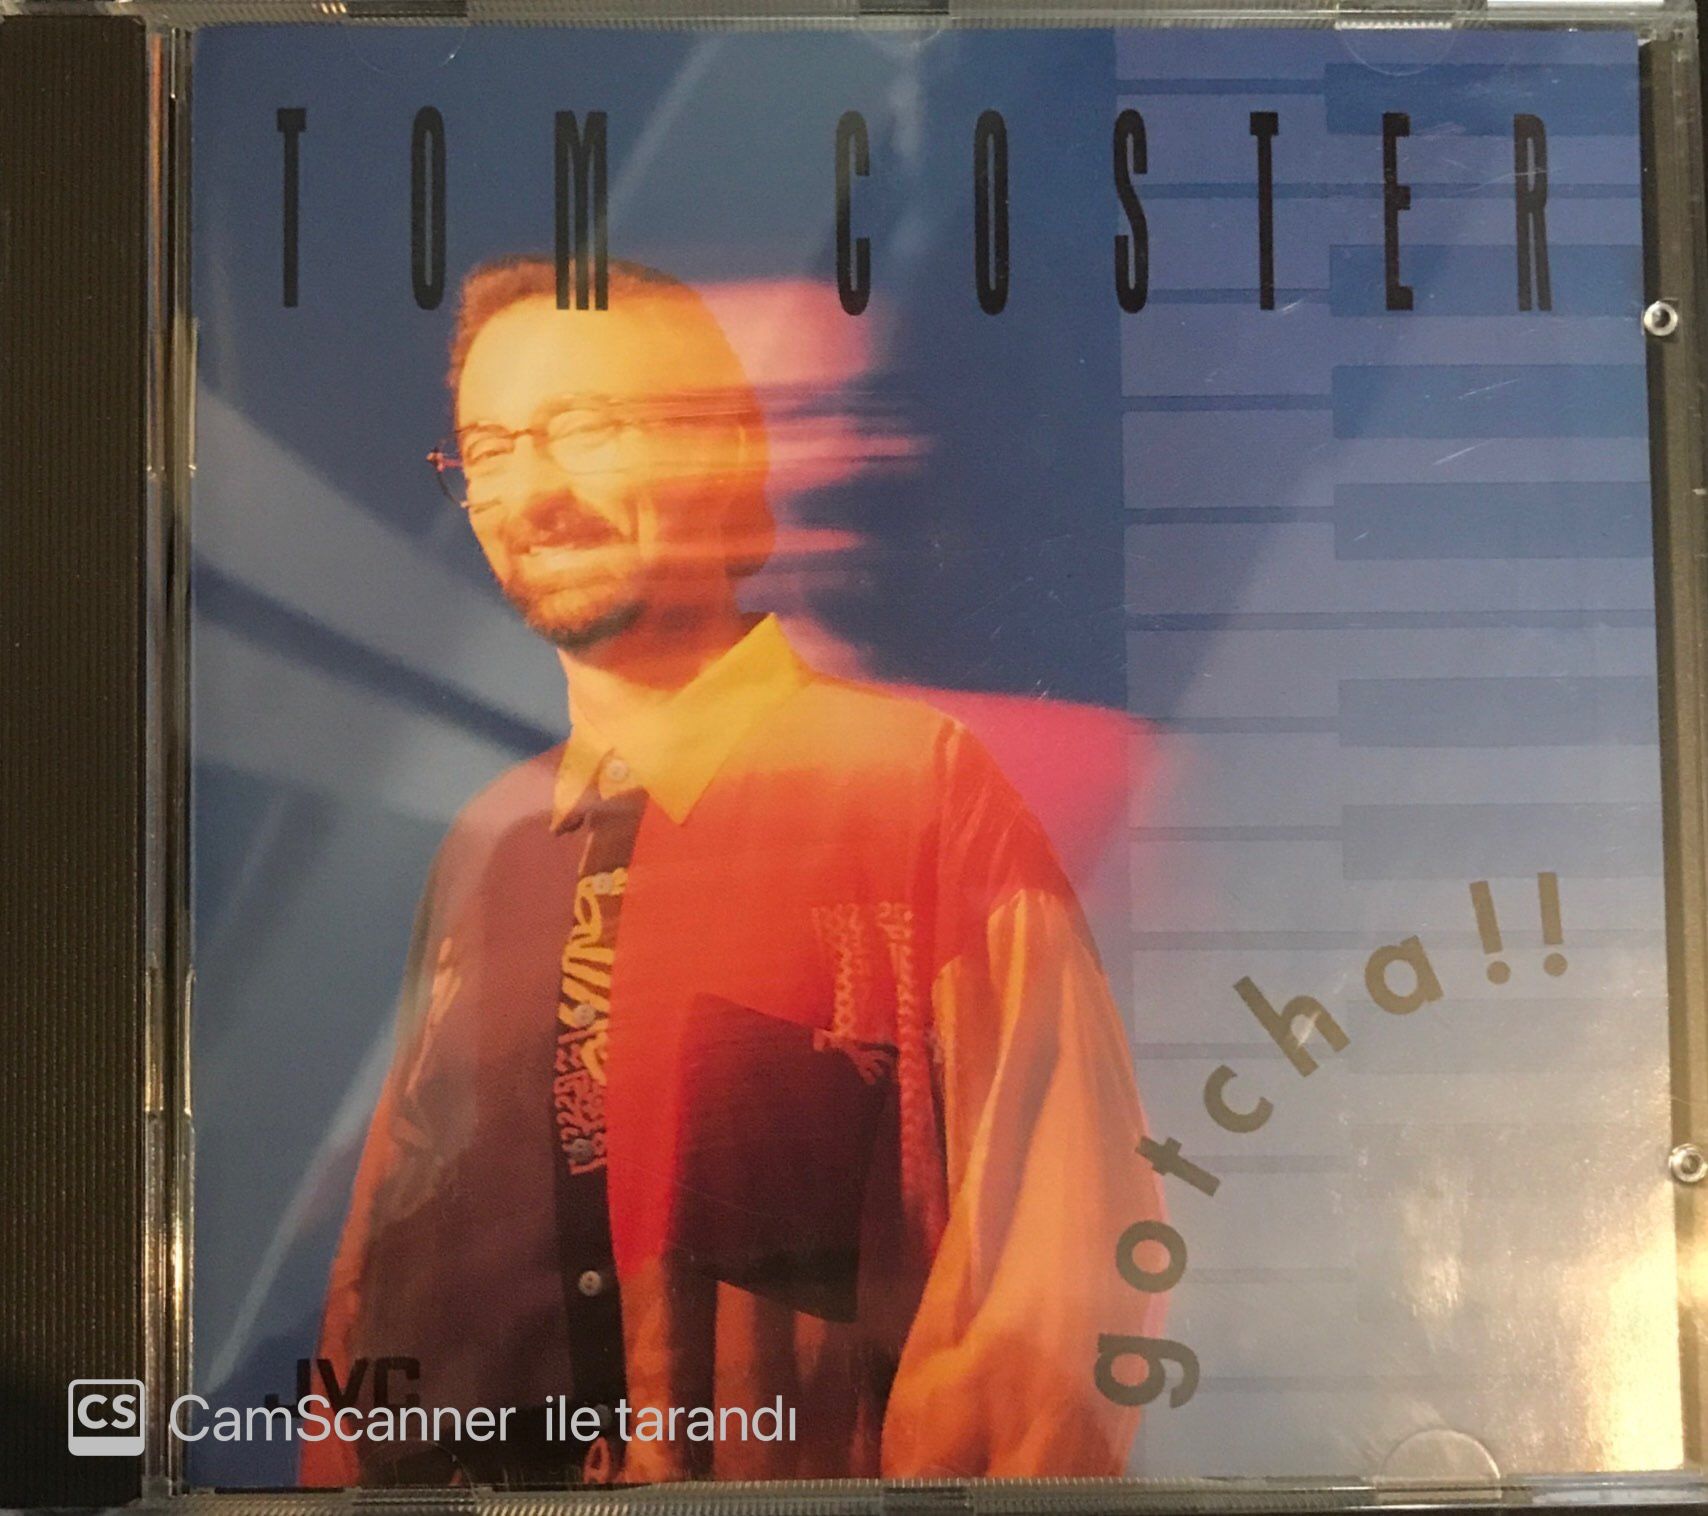 TOM COSTER
gotcha!!
JVC
CS CamScanner ile tarandı